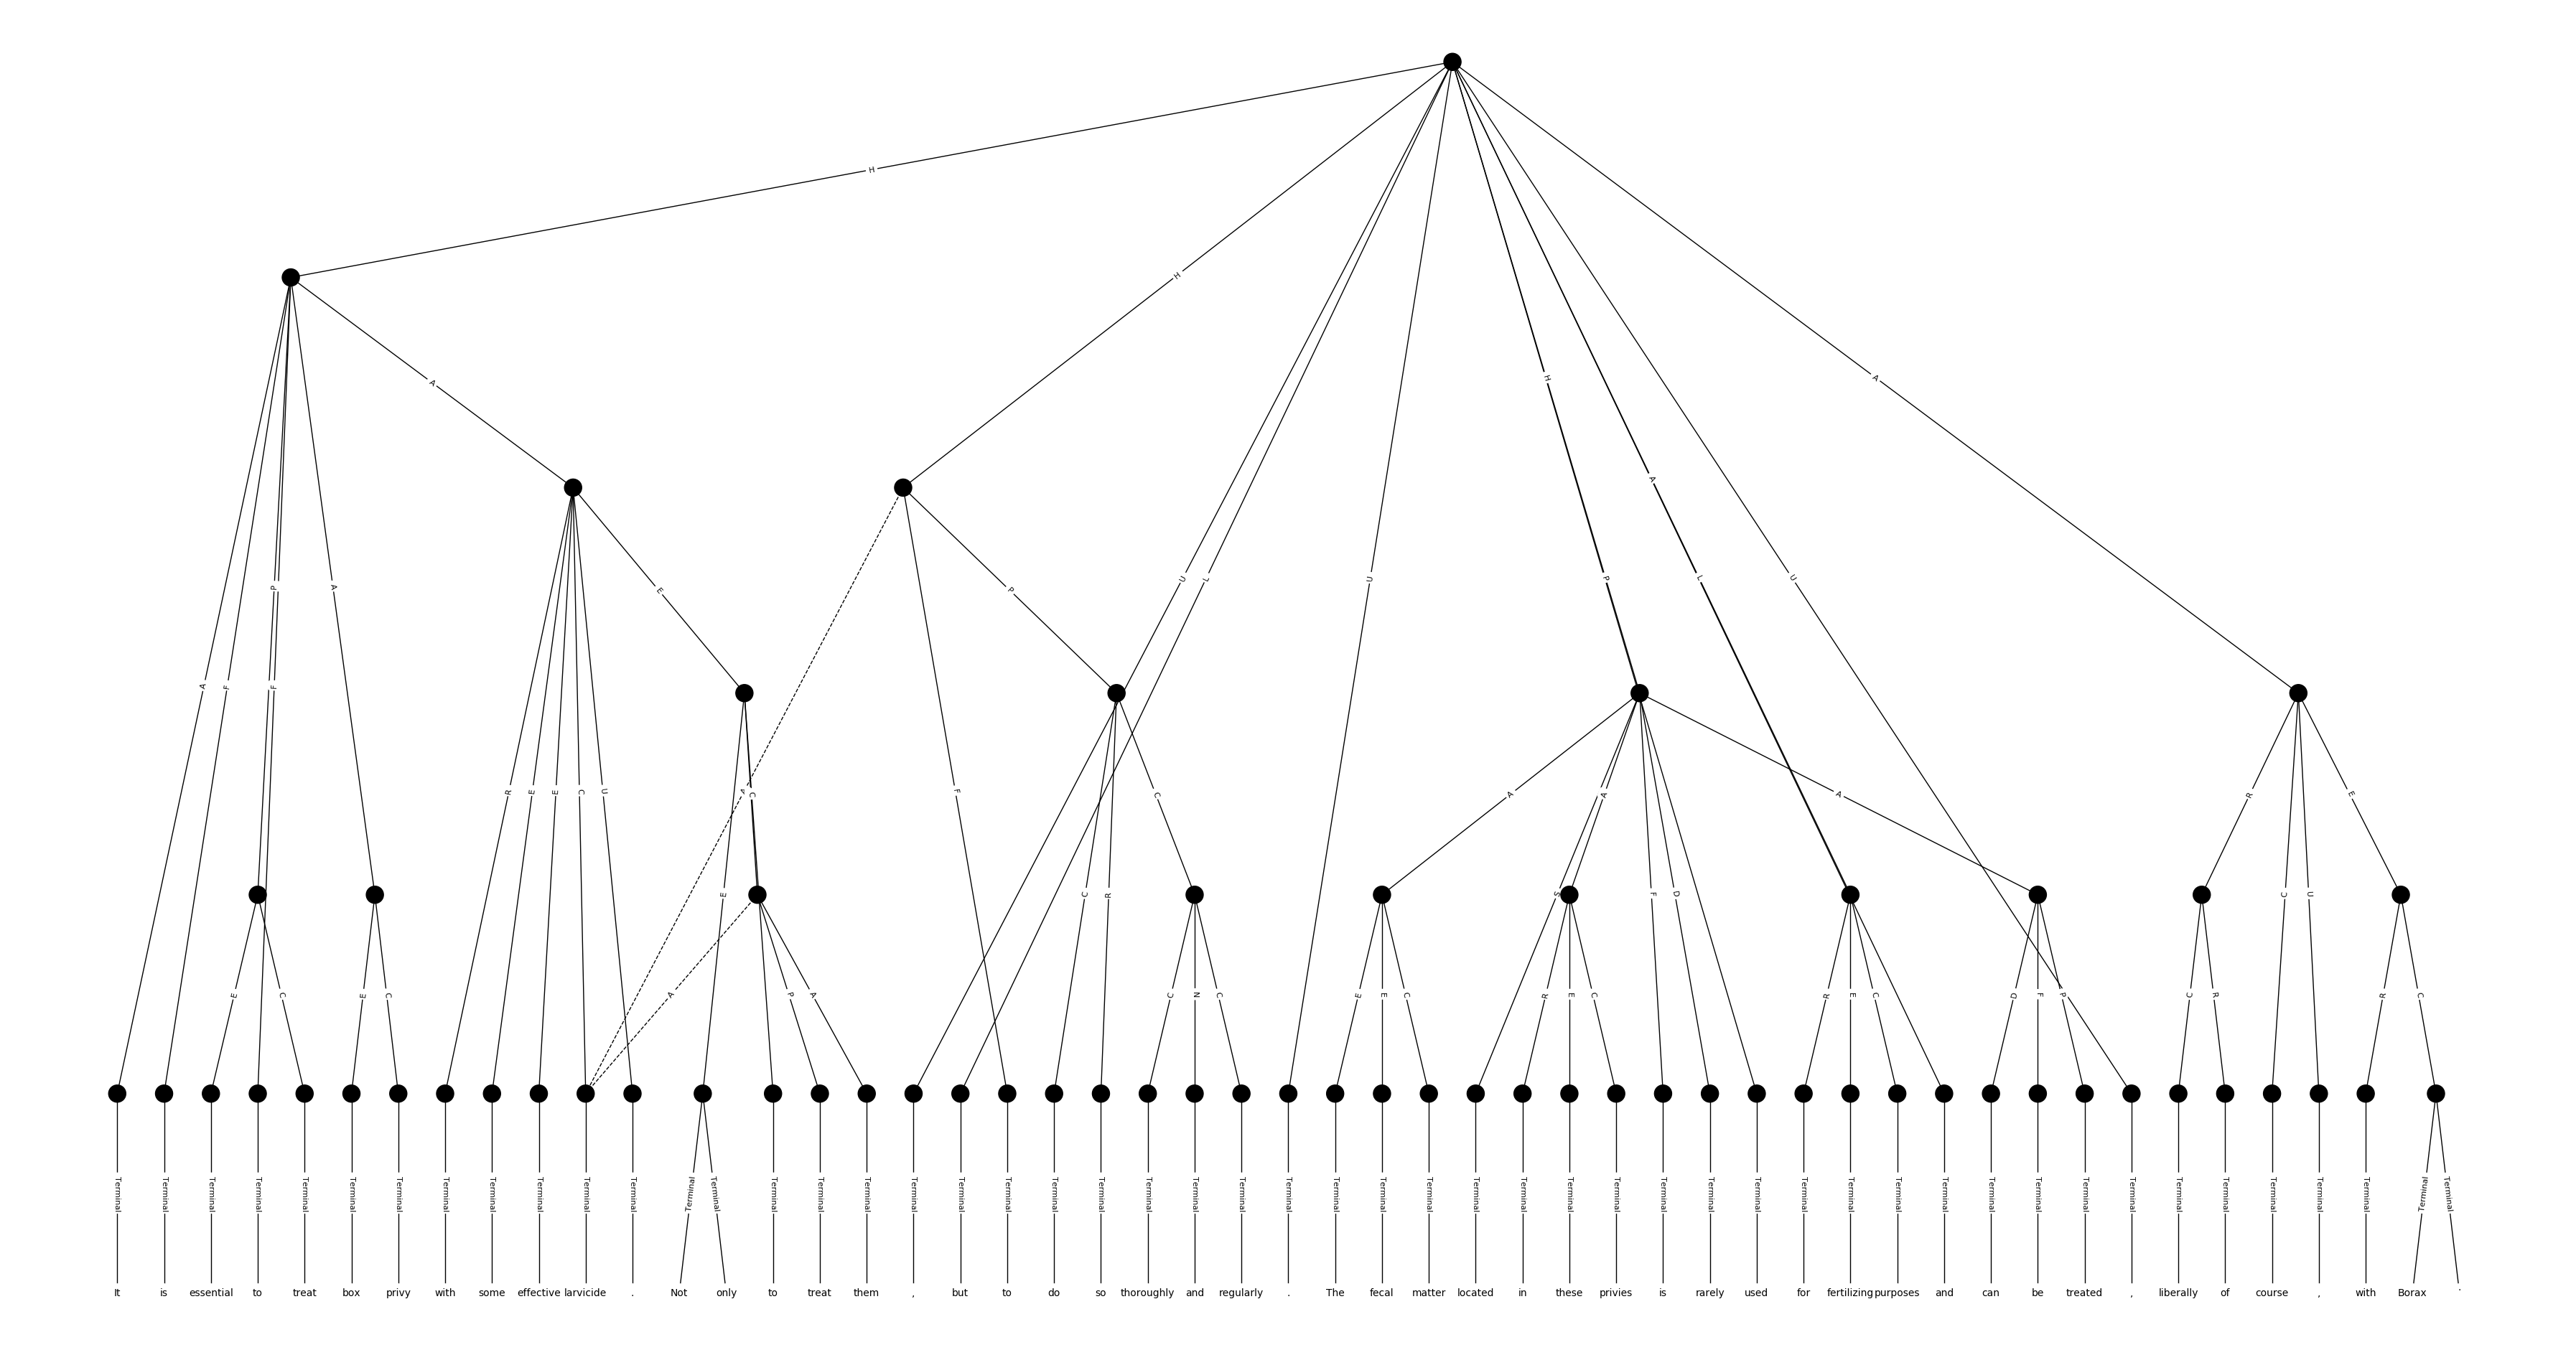 H
H
A
H
A
A
L
P
U
L
U
P
U
P
A
E
A
F
P
F
A
R
E
E
C
U
A
C
F
C
A
A
A
R
E
E
C
R
S
F
D
C
U
E
C
E
C
A
P
A
C
N
C
E
E
C
R
E
C
R
E
C
D
F
P
C
R
R
C
Terminal Terminal Terminal Terminal Terminal Terminal Terminal Terminal Terminal Terminal Terminal Terminal Terminal Terminal Terminal Terminal Terminal Terminal Terminal Terminal Terminal Terminal Terminal Terminal Terminal Terminal Terminal Terminal Terminal Terminal Terminal Terminal Terminal Terminal Terminal Terminal Terminal Terminal Terminal Terminal Terminal Terminal Terminal Terminal Terminal Terminal Terminal Terminal Terminal Terminal Terminal
It is essential to treat box privy with some effective larvicide . Not only to treat them , but to do so thoroughly and regularly . The fecal matter located in these privies is rarely used for fertilizing purposes and can be treated , liberally of course , with Borax .